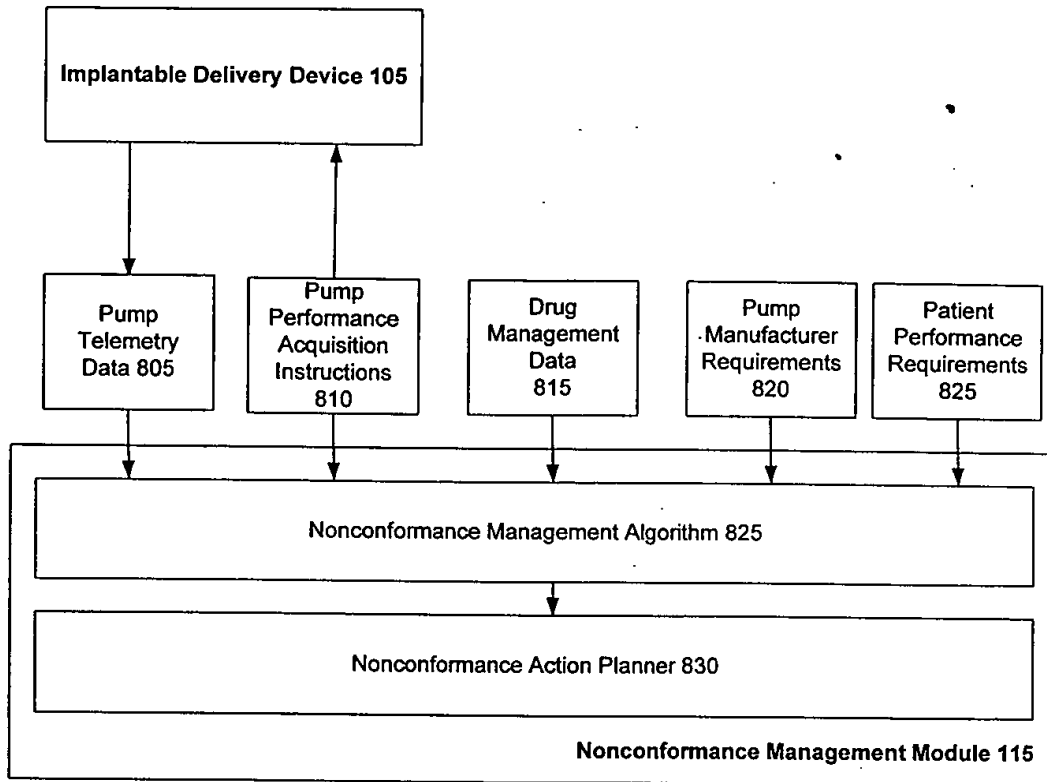 Implantable Delivery Device 105
Pump
Telemetry
Data 805
Pump
Performance
Acquisition
Instructions
810
Drug
Management
Data
815
Pump
Manufacturer
Requirements
820
Patient
Performance
Requirements
825
Nonconformance Management Algorithm 825
Nonconformance Action Planner 830
Nonconformance Management Module 115